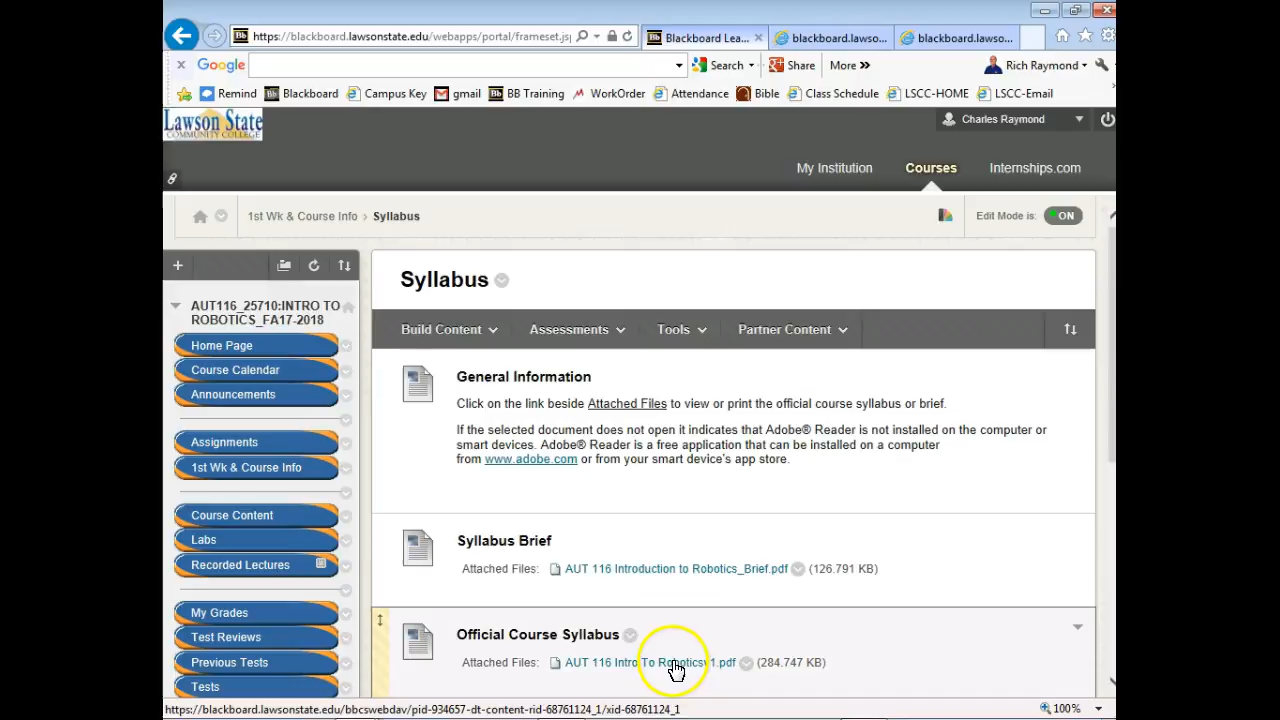 https://blackboard.lawsonstate.edu/webapps/portal/frameset.jsp
Blackboard Lea...
blackboard.lawso...
blackboard.lawso...
Google
Search
Share
More »
Rich Raymond
Remind
Blackboard
Campus Key
gmail
BB Training
WorkOrder
Attendance
Bible
Class Schedule
LSCC-HOME
LSCC-Email
Lawson State
COMMUNITY COLLEGE
Charles Raymond
My Institution
Courses
Internships.com
1st Wk & Course Info
Syllabus
Edit Mode is:
ON
AUT116_25710:INTRO TO
ROBOTICS_FA17-2018
Home Page
Course Calendar
Announcements
Assignments
1st Wk & Course Info
Course Content
Labs
Recorded Lectures
My Grades
Test Reviews
Previous Tests
Tests
Syllabus
Build Content
Assessments
Tools
Partner Content
General Information
Click on the link beside Attached Files to view or print the official course syllabus or brief.
If the selected document does not open it indicates that Adobe® Reader is not installed on the computer or
smart devices. Adobe® Reader is a free application that can be installed on a computer
from www.adobe.com or from your smart device's app store.
Syllabus Brief
Attached Files: AUT 116 Introduction to Robotics_Brief.pdf (126.791 KB)
Official Course Syllabus
Attached Files: AUT 116 Intro To Roboticsv1.pdf (284.747 KB)
https://blackboard.lawsonstate.edu/bbcswebdav/pid-934657-dt-content-rid-68761124_1/xid-68761124_1
100%